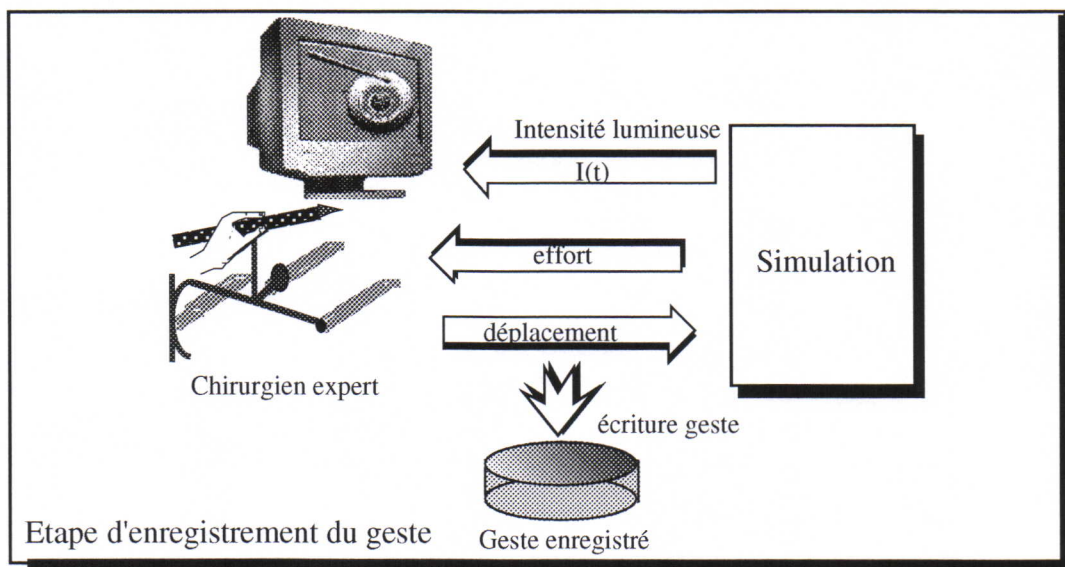 Intensité lumineuse
I(t)
effort
Simulation
déplacement
Chirurgien expert
écriture geste
Etape d'enregistrement du geste
Geste enregistré